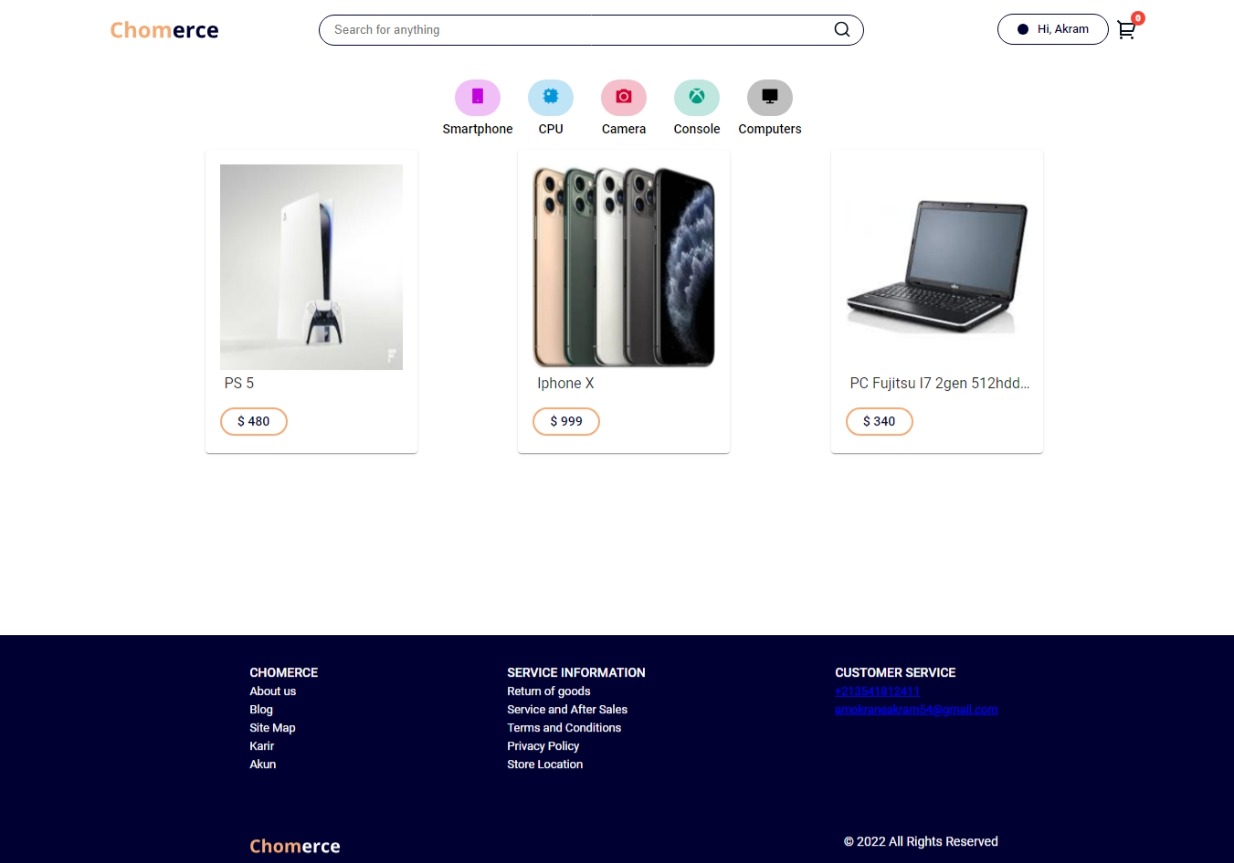 Chomerce
Search for anything
Hi, Akram
0
Smartphone
CPU
Camera
Console
Computers
PS 5
$ 480
Iphone X
$ 999
PC Fujitsu I7 2gen 512hdd...
$ 340
CHOMERCE
About us
Blog
Site Map
Karir
Akun
SERVICE INFORMATION
Return of goods
Service and After Sales
Terms and Conditions
Privacy Policy
Store Location
CUSTOMER SERVICE
+213541812411
amokraneakram54@gmail.com
Chomerce
© 2022 All Rights Reserved